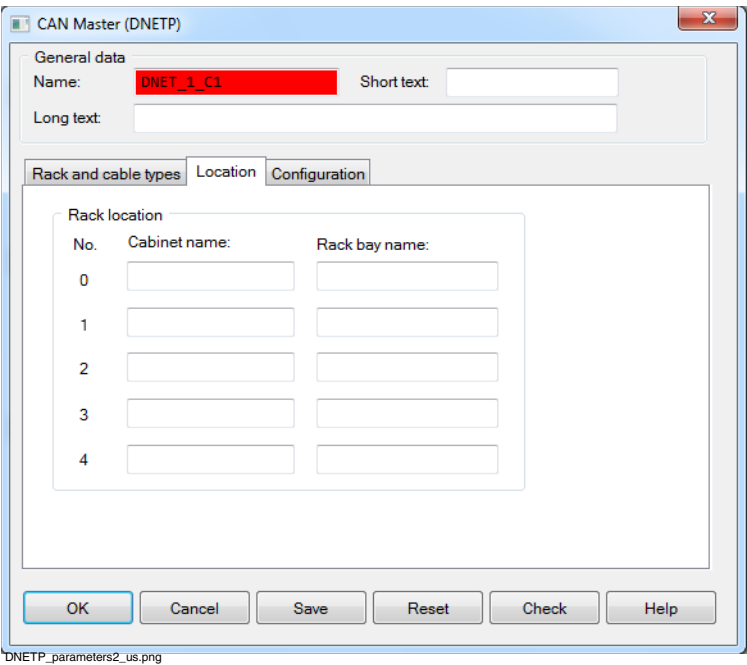 CAN Master (DNETP)
General data
Name: DNET_1_C1 Short text:
Long text:
Rack and cable types Location Configuration
Rack location
No. Cabinet name: Rack bay name:
0
1
2
3
4
OK Cancel Save Reset Check Help
DNETP_parameters2_us.png